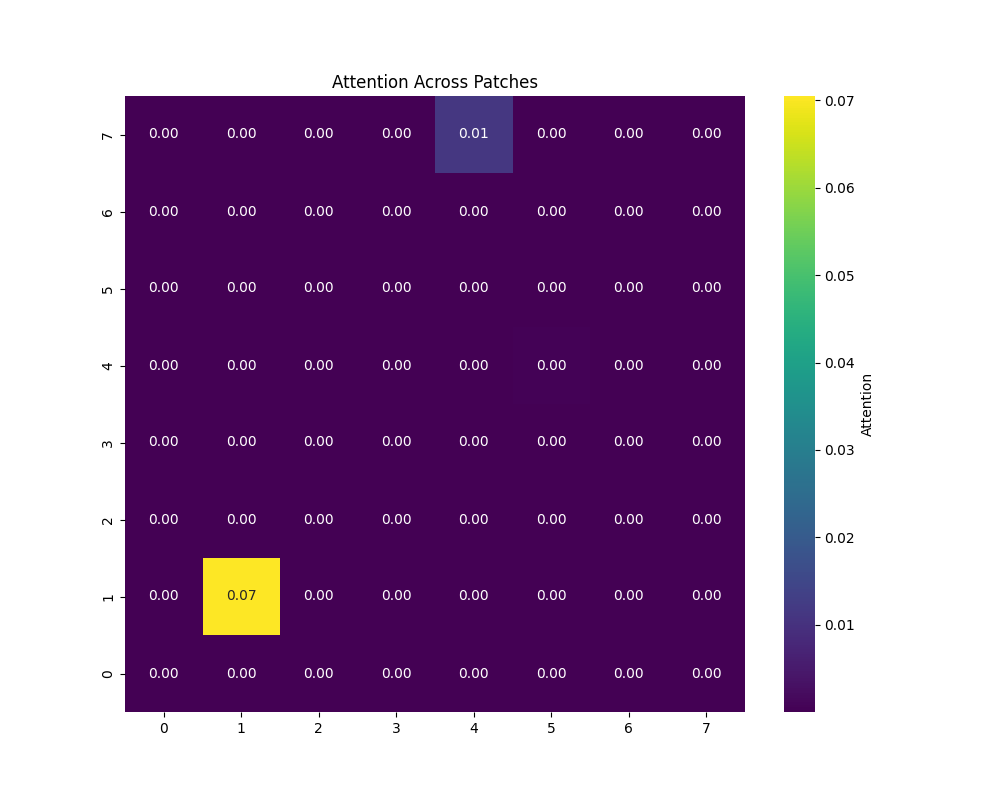 Attention Across Patches
7 0.00 0.00 0.00 0.00 0.01 0.00 0.00 0.00
6 0.00 0.00 0.00 0.00 0.00 0.00 0.00 0.00
5 0.00 0.00 0.00 0.00 0.00 0.00 0.00 0.00
4 0.00 0.00 0.00 0.00 0.00 0.00 0.00 0.00
3 0.00 0.00 0.00 0.00 0.00 0.00 0.00 0.00
2 0.00 0.00 0.00 0.00 0.00 0.00 0.00 0.00
1 0.00 0.07 0.00 0.00 0.00 0.00 0.00 0.00
0 0.00 0.00 0.00 0.00 0.00 0.00 0.00 0.00
0 1 2 3 4 5 6 7
0.07
0.06
0.05
0.04
0.03
0.02
0.01
Attention